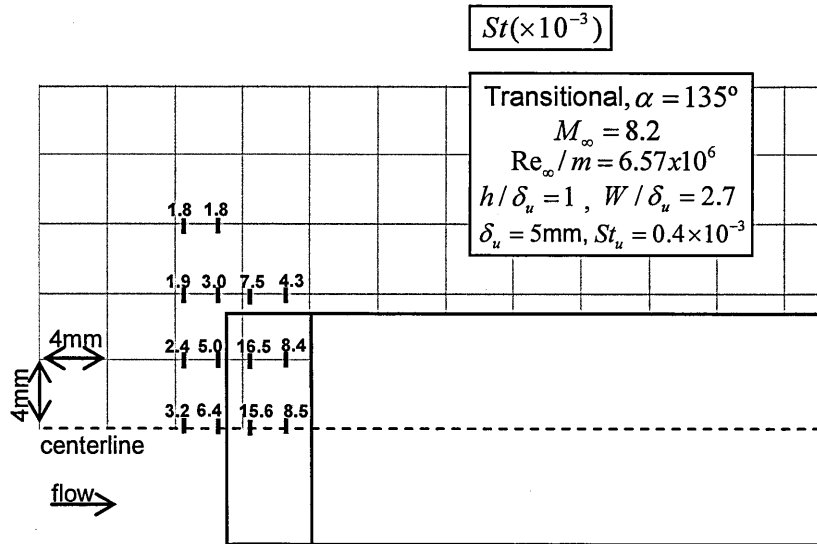 St(×10⁻³)
Transitional, α = 135º
M∞ = 8.2
Re∞ / m = 6.57x10⁶
h / δᵤ = 1 , W / δᵤ = 2.7
δᵤ = 5mm, Stᵤ = 0.4×10⁻³
1.8 1.8
1.9 3.0 7.5 4.3
4mm
2.4 5.0 16.5 8.4
4mm
3.2 6.4 15.6 8.5
centerline
flow